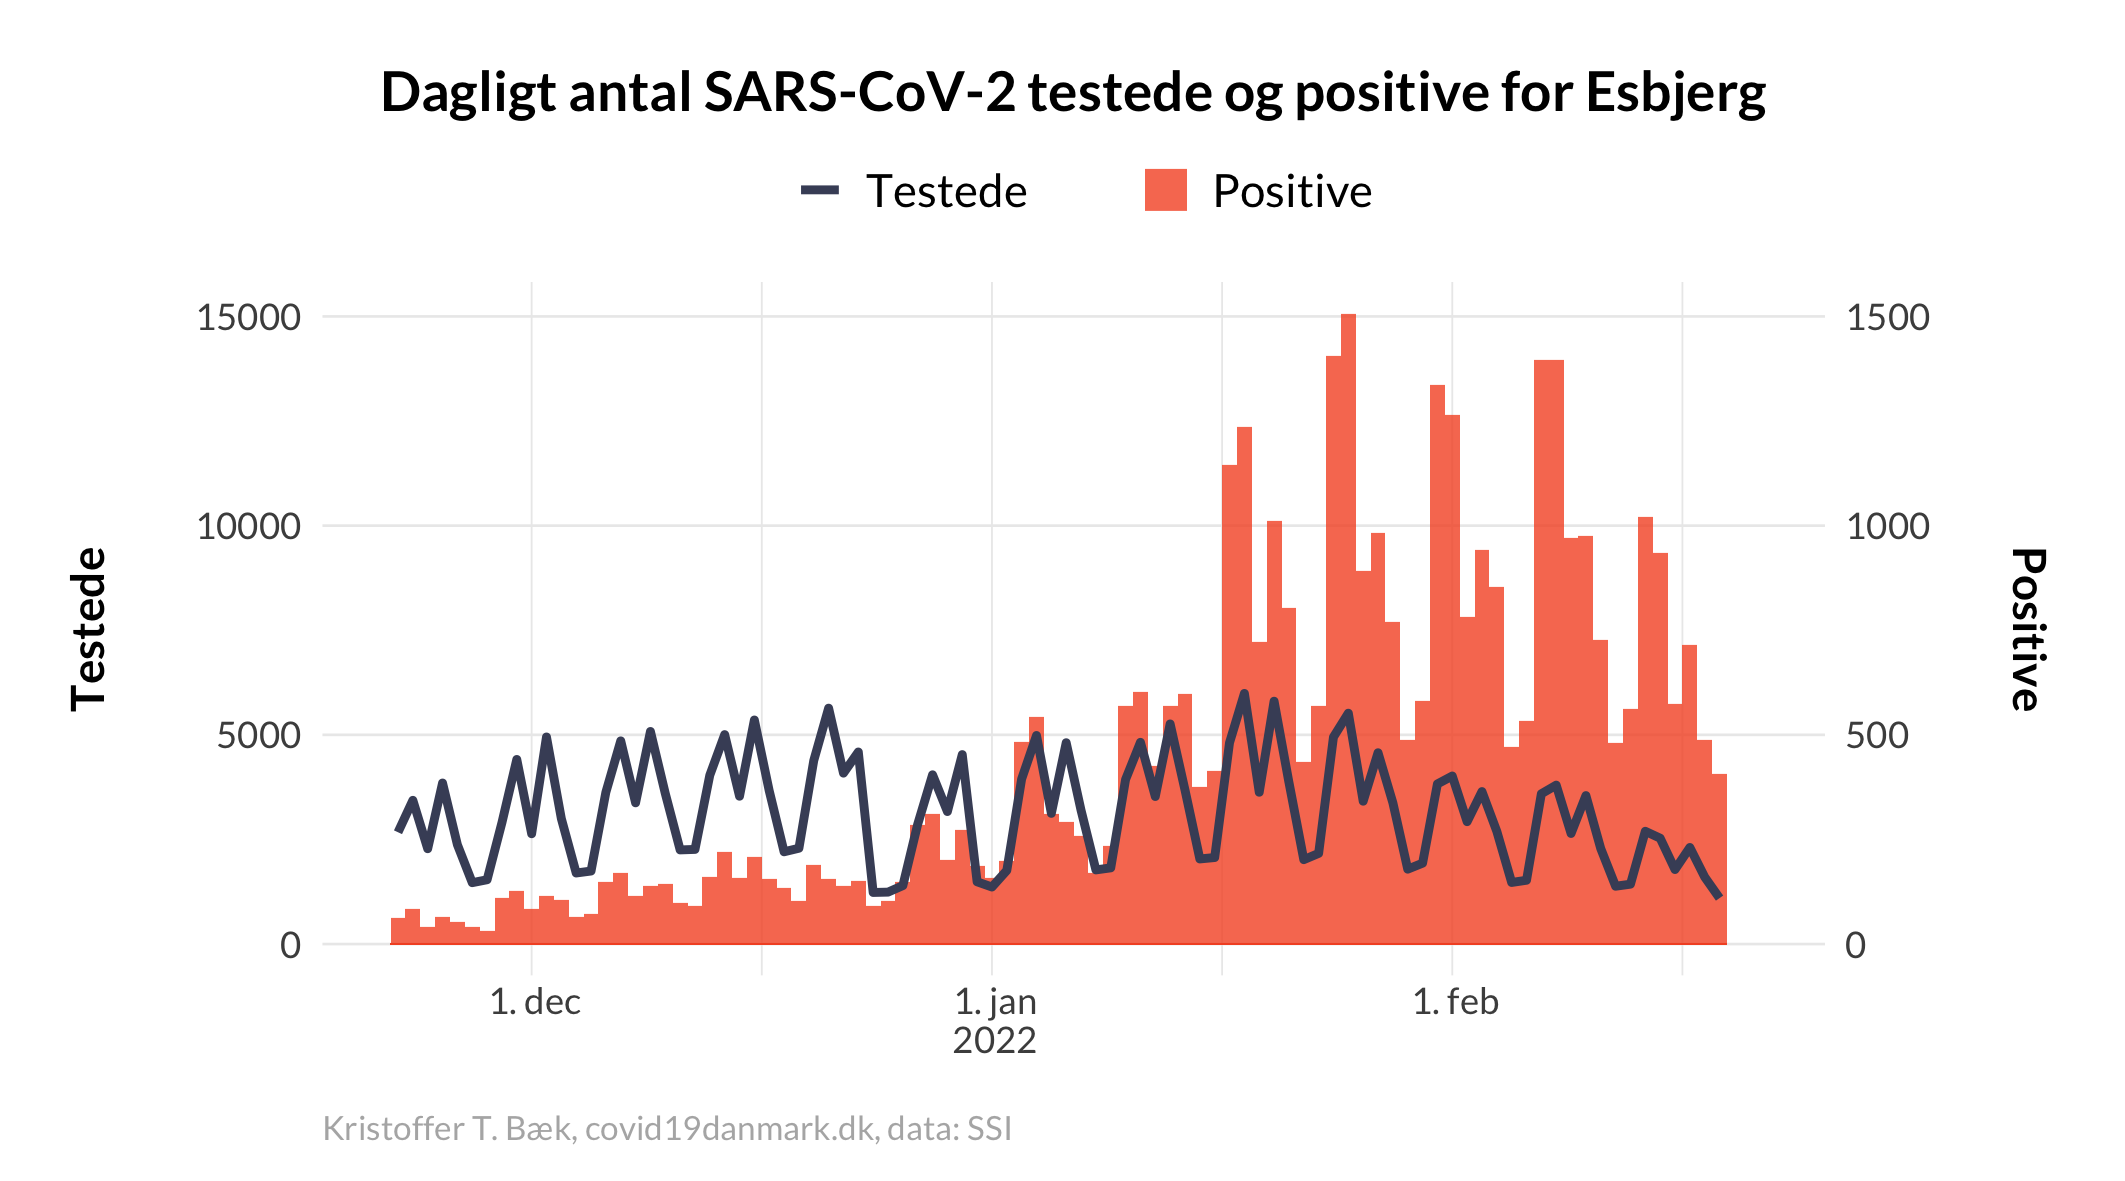 Dagligt antal SARS-CoV-2 testede og positive for Esbjerg
Testede
Positive
15000
10000
5000
0
Testede
1500
1000
500
0
Positive
1. dec
1. jan
2022
1. feb
Kristoffer T. Bæk, covid19danmark.dk, data: SSI